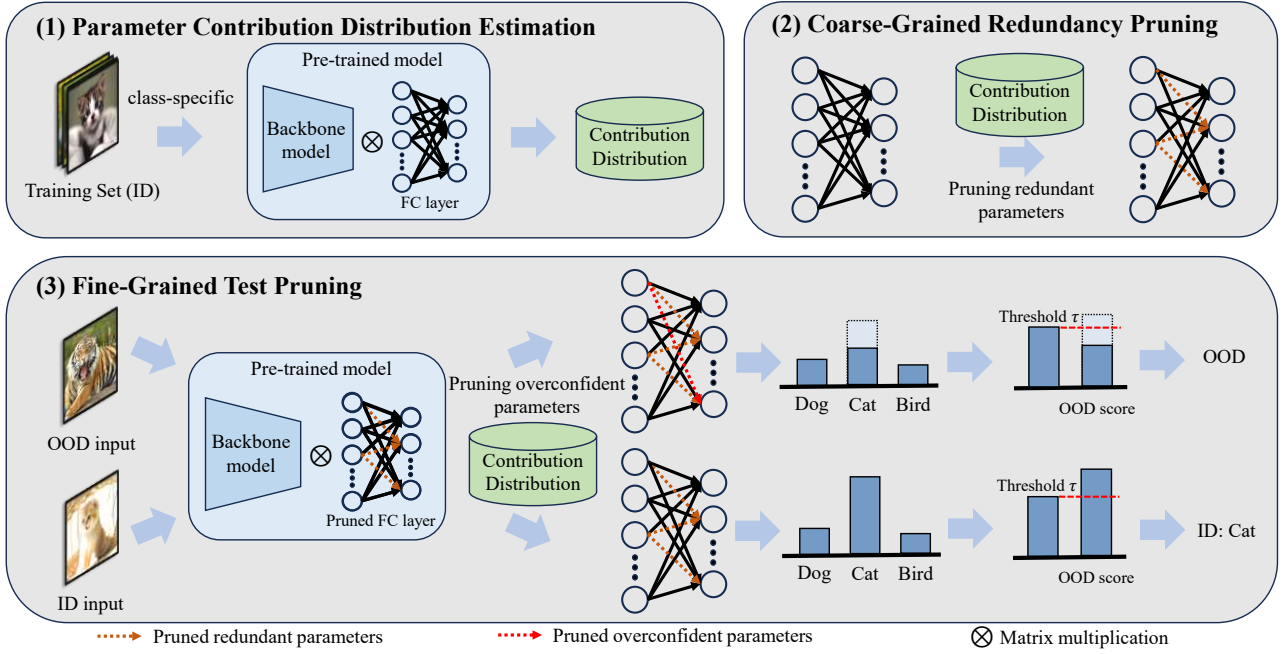 (1) Parameter Contribution Distribution Estimation
Pre-trained model
class-specific
Backbone
model
FC layer
Training Set (ID)
Contribution
Distribution
(2) Coarse-Grained Redundancy Pruning
Contribution
Distribution
Pruning redundant
parameters
(3) Fine-Grained Test Pruning
OOD input
ID input
Pre-trained model
Backbone
model
Pruned FC layer
Pruning overconfident
parameters
Contribution
Distribution
Dog Cat Bird
Threshold τ
OOD score
OOD
Dog Cat Bird
Threshold τ
OOD score
ID: Cat
Pruned redundant parameters
Pruned overconfident parameters
Matrix multiplication